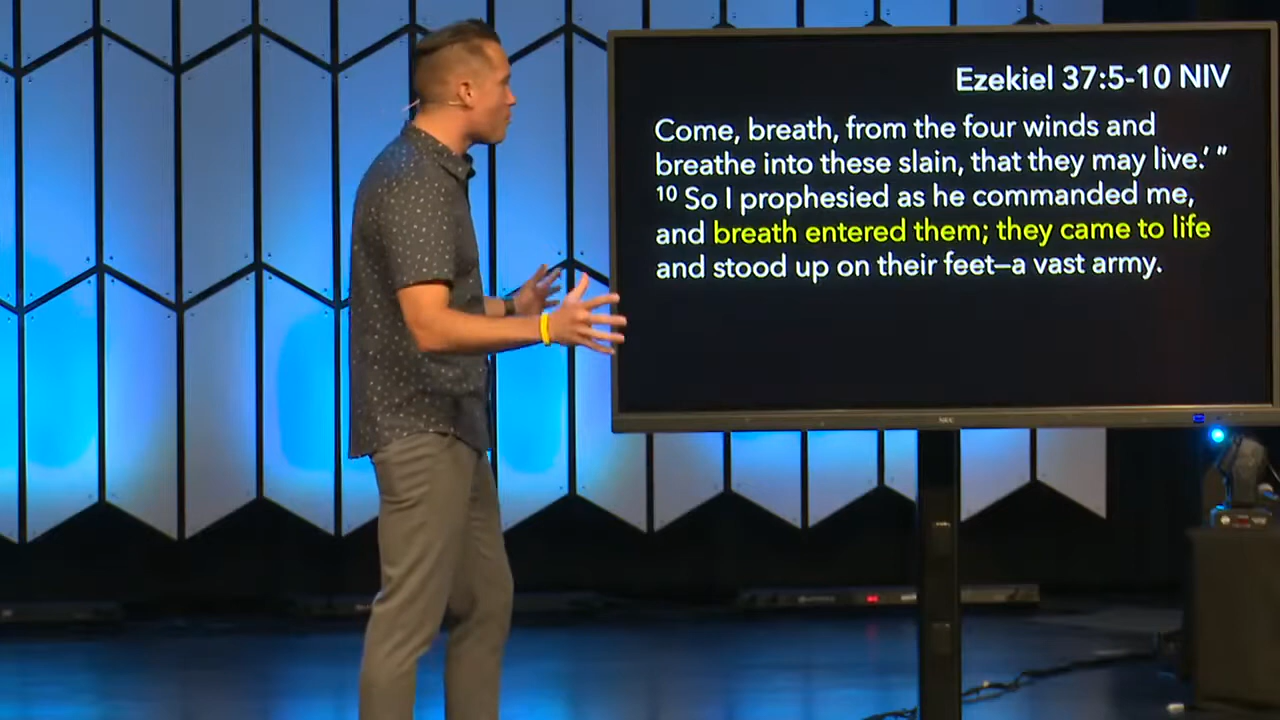 Ezekiel 37:5-10 NIV
Come, breath, from the four winds and
breathe into these slain, that they may live.’ ”
¹⁰ So I prophesied as he commanded me,
and breath entered them; they came to life
and stood up on their feet—a vast army.
NEC